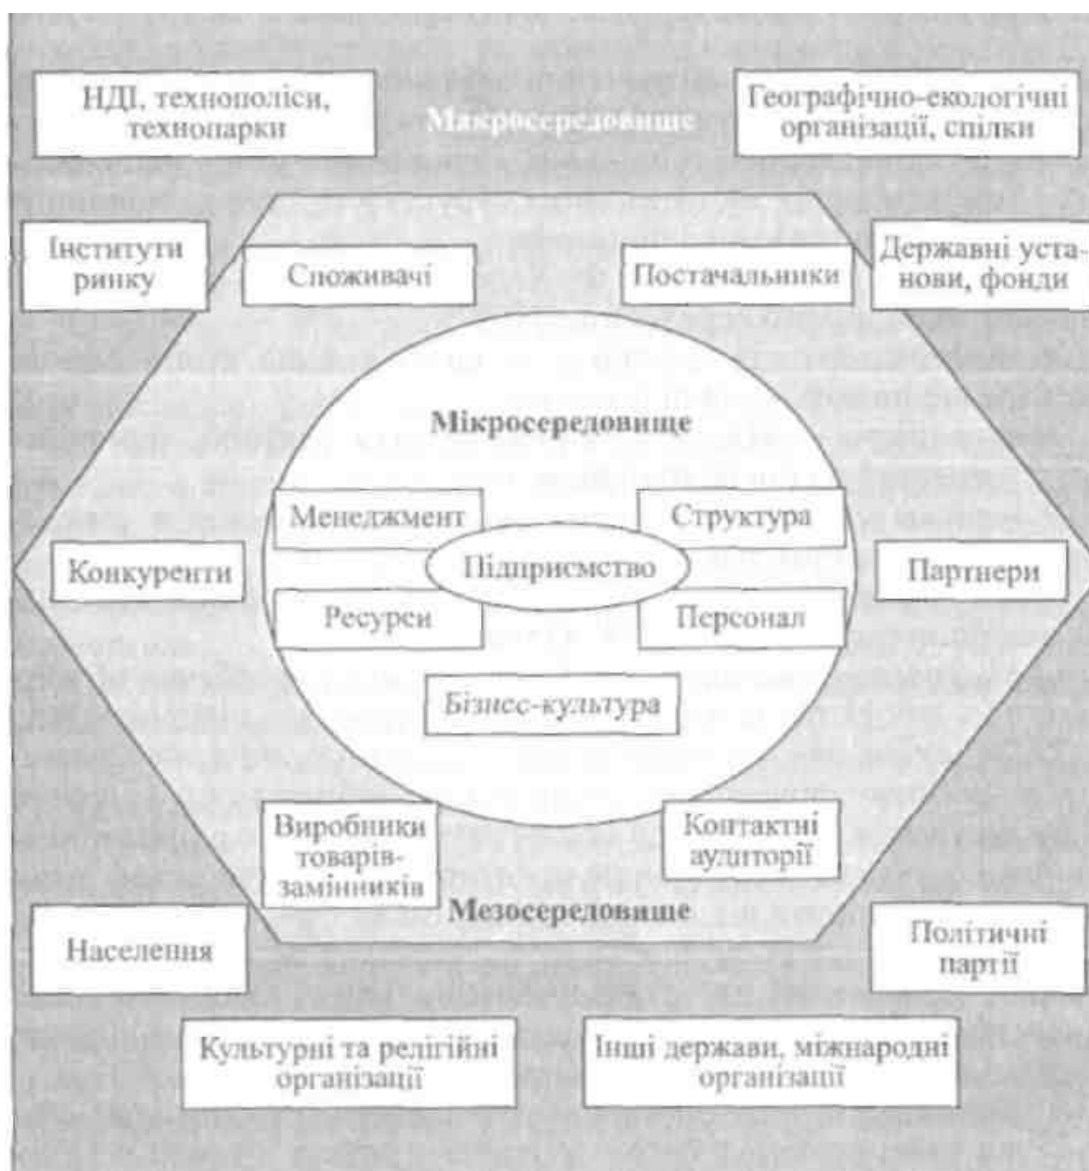 НДІ, технополіси,
технопарки
Макросередовище
Географічно-екологічні
організації, спілки
Інститути
ринку
Споживачі
Постачальники
Державні уста-
нови, фонди
Мікросередовище
Менеджмент
Структура
Конкуренти
Підприємство
Партнери
Ресурси
Персонал
Бізнес-культура
Виробники
товарів-
замінників
Контактні
аудиторії
Мезосередовище
Населення
Політичні
партії
Культурні та релігійні
організації
Інші держави, міжнародні
організації